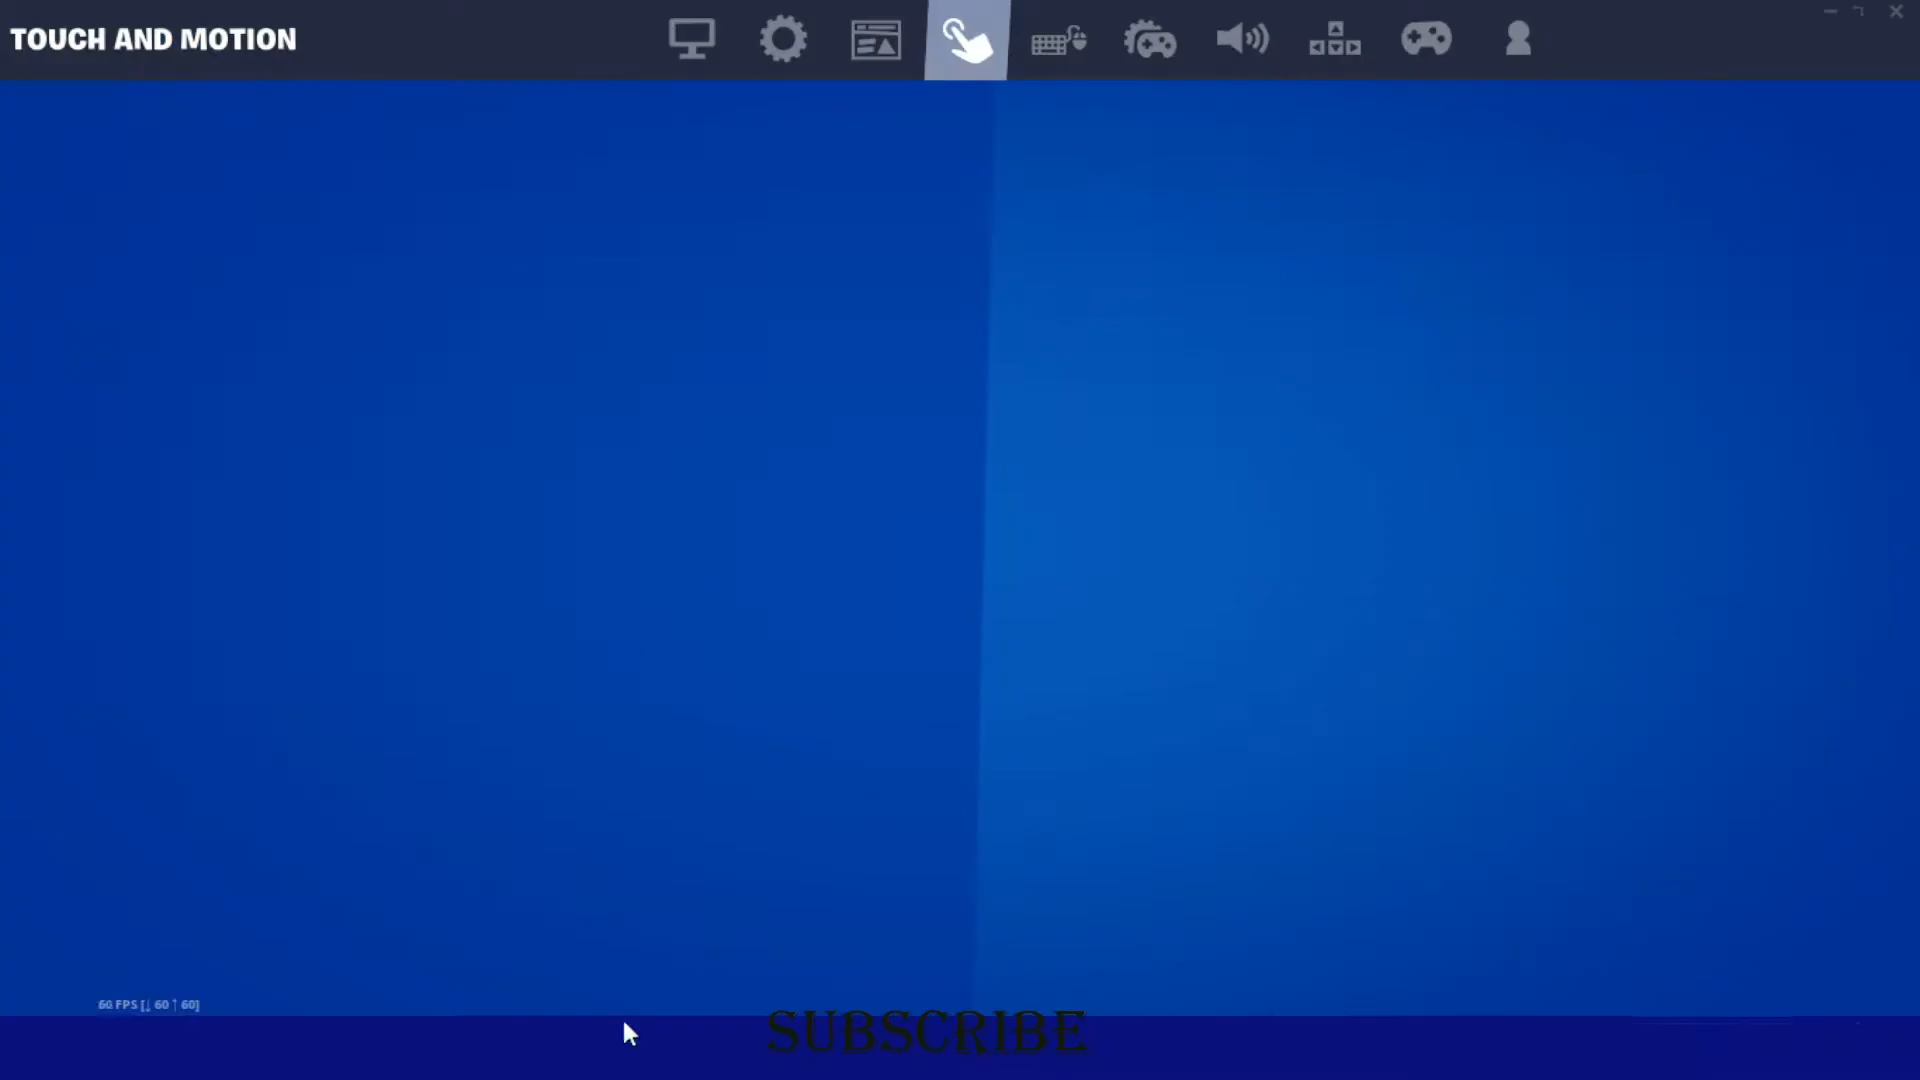 TOUCH AND MOTION
60 FPS [↓ 60 ↑ 60]
SUBSCRIBE